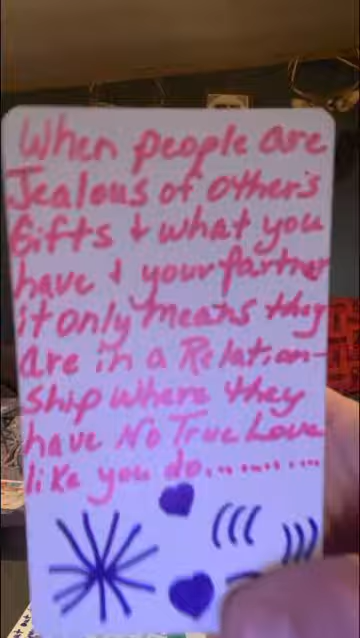 When people are
Jealous of other's
Gifts & what you
have & your partner
it only means they
are in a Relation-
ship where they
have No True Love
like you do..........